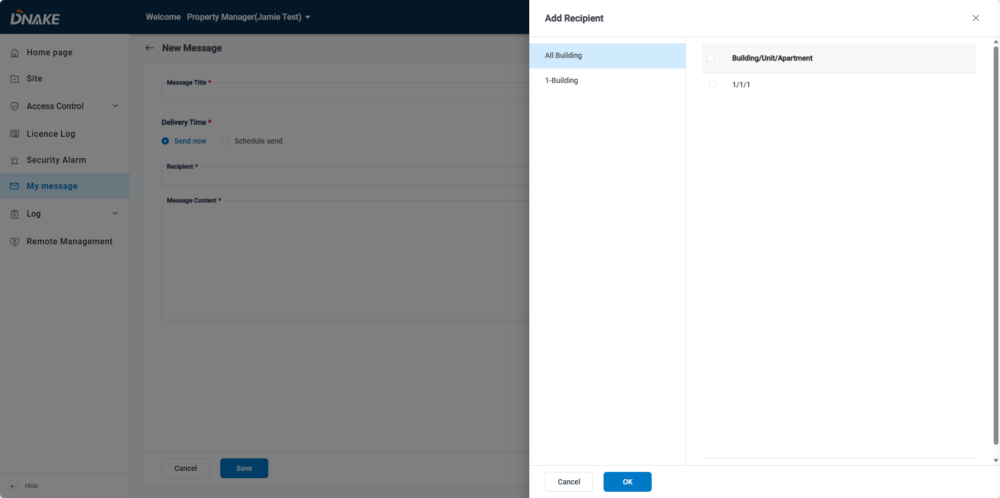 DNAKE
Welcome Property Manager(Jamie Test)
Home page
Site
Access Control
Licence Log
Security Alarm
My message
Log
Remote Management
Hide
New Message
Message Title *
Delivery Time *
Send now Schedule send
Recipient *
Message Content *
Cancel Save
Add Recipient
All Building
1-Building
Building/Unit/Apartment
1/1/1
Cancel OK